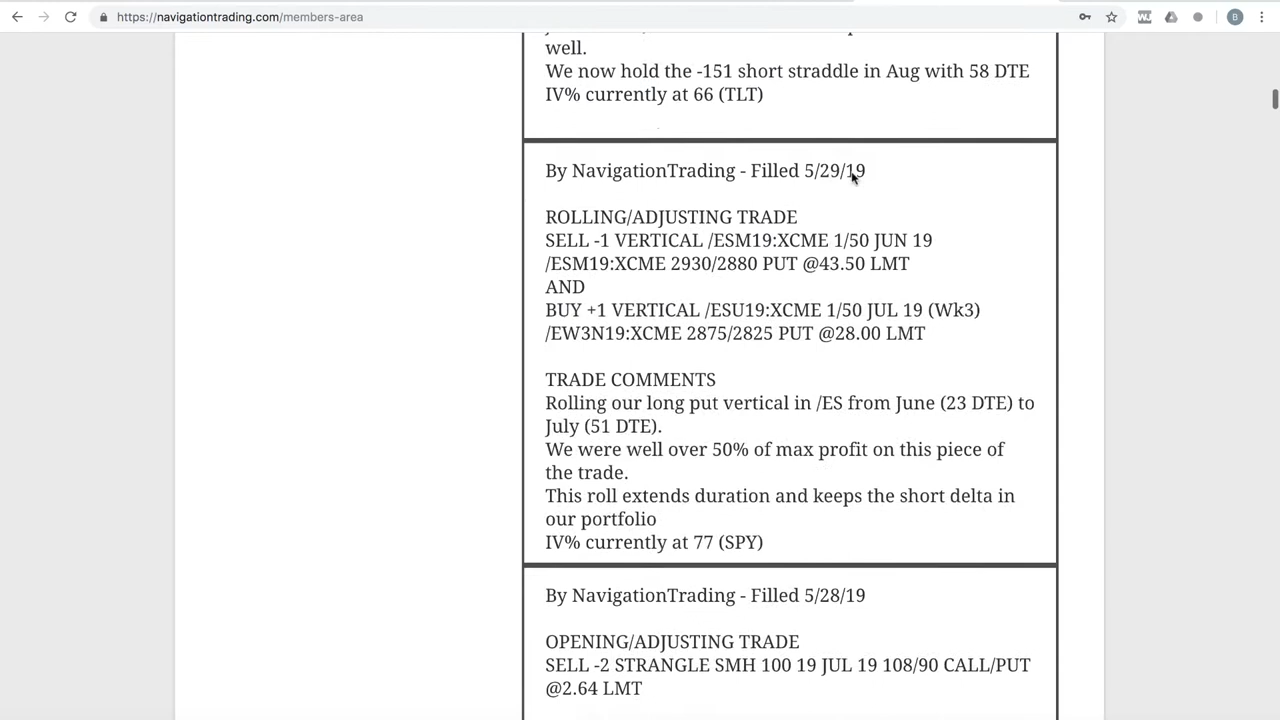 https://navigationtrading.com/members-area
B
well.
We now hold the -151 short straddle in Aug with 58 DTE
IV% currently at 66 (TLT)
By NavigationTrading - Filled 5/29/19
ROLLING/ADJUSTING TRADE
SELL -1 VERTICAL /ESM19:XCME 1/50 JUN 19
/ESM19:XCME 2930/2880 PUT @43.50 LMT
AND
BUY +1 VERTICAL /ESU19:XCME 1/50 JUL 19 (Wk3)
/EW3N19:XCME 2875/2825 PUT @28.00 LMT
TRADE COMMENTS
Rolling our long put vertical in /ES from June (23 DTE) to
July (51 DTE).
We were well over 50% of max profit on this piece of
the trade.
This roll extends duration and keeps the short delta in
our portfolio
IV% currently at 77 (SPY)
By NavigationTrading - Filled 5/28/19
OPENING/ADJUSTING TRADE
SELL -2 STRANGLE SMH 100 19 JUL 19 108/90 CALL/PUT
@2.64 LMT